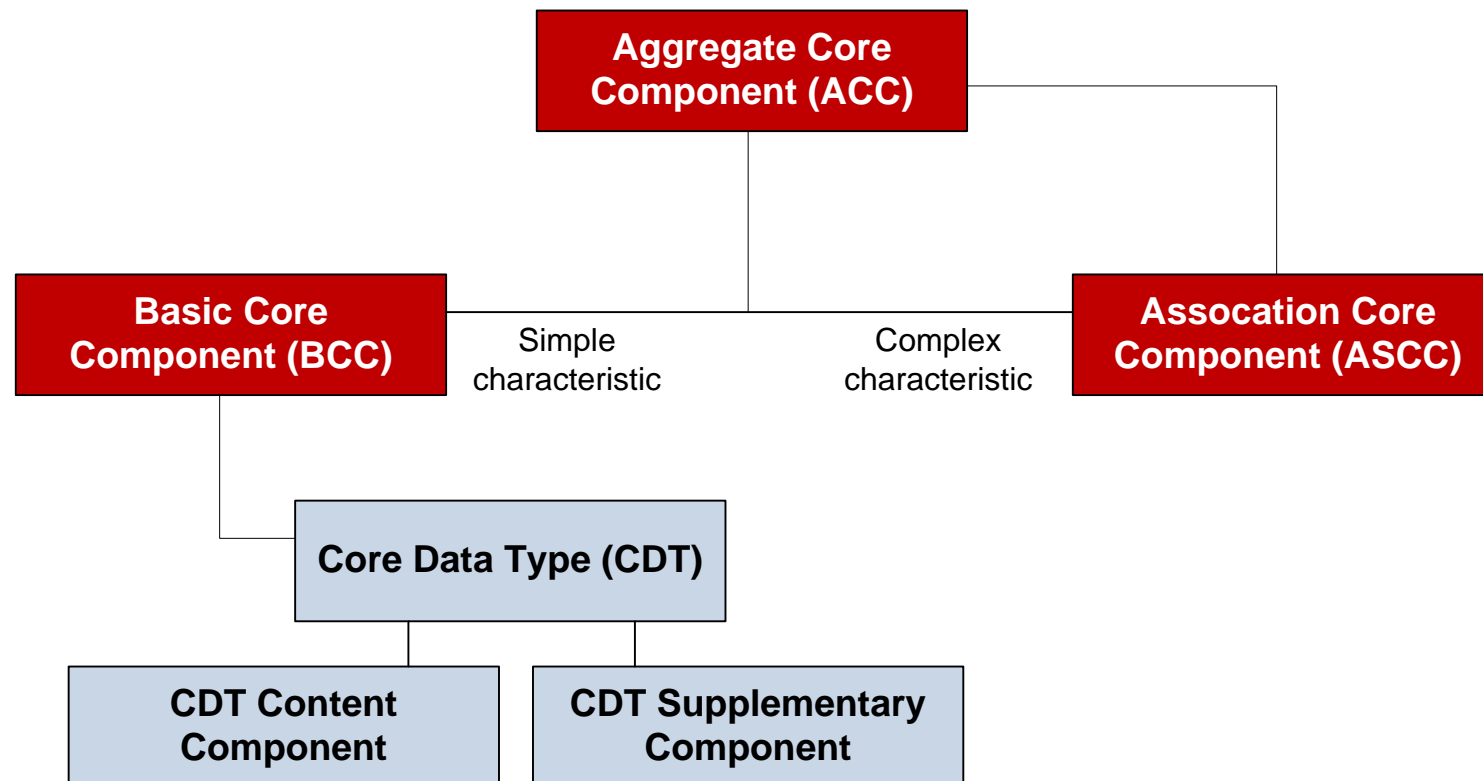 Aggregate Core
Component (ACC)
Basic Core
Component (BCC)
Simple
characteristic
Complex
characteristic
Assocation Core
Component (ASCC)
Core Data Type (CDT)
CDT Content
Component
CDT Supplementary
Component